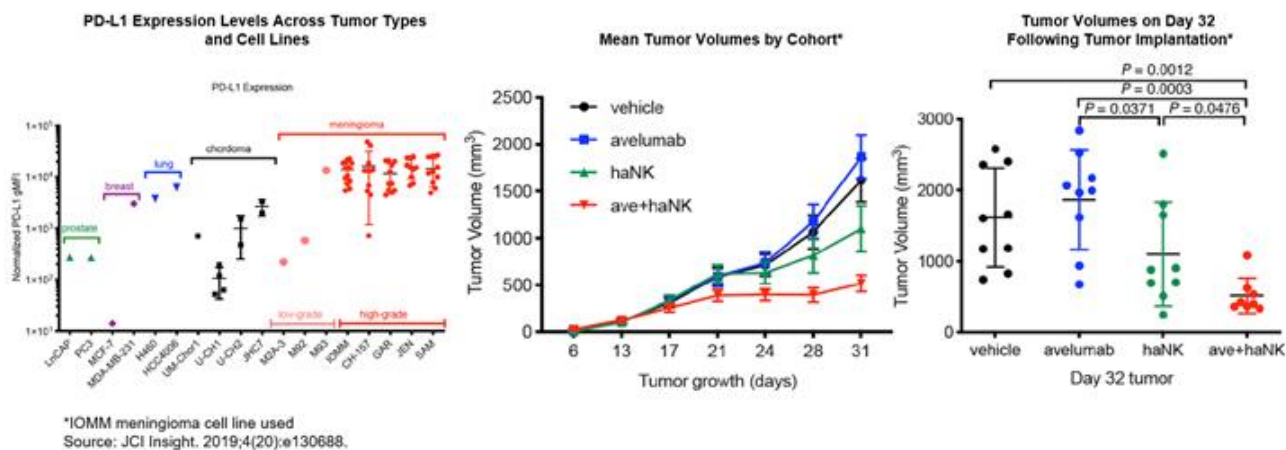 PD-L1 Expression Levels Across Tumor Types
and Cell Lines
PD-L1 Expression
Normalized PD-L1 gMFI
1×10⁵
1×10⁴
1×10³
1×10²
1×10¹
prostate
breast
lung
chordoma
meningioma
low-grade
high-grade
LnCAP
PC3
MCF-7
MDA-MB-231
H460
HCC4006
UM-Chor1
U-CH1
U-CH2
JHC7
M2A-3
M92
M93
IOMM
CH-157
GAR
JEN
SAM
*IOMM meningioma cell line used
Source: JCI Insight. 2019;4(20):e130688.
Mean Tumor Volumes by Cohort*
Tumor Volume (mm³)
2500
2000
1500
1000
500
0
vehicle
avelumab
haNK
ave+haNK
6 13 17 21 24 28 31
Tumor growth (days)
Tumor Volumes on Day 32
Following Tumor Implantation*
P = 0.0012
P = 0.0003
P = 0.0371 P = 0.0476
Tumor Volume (mm³)
3000
2000
1000
0
vehicle avelumab haNK ave+haNK
Day 32 tumor